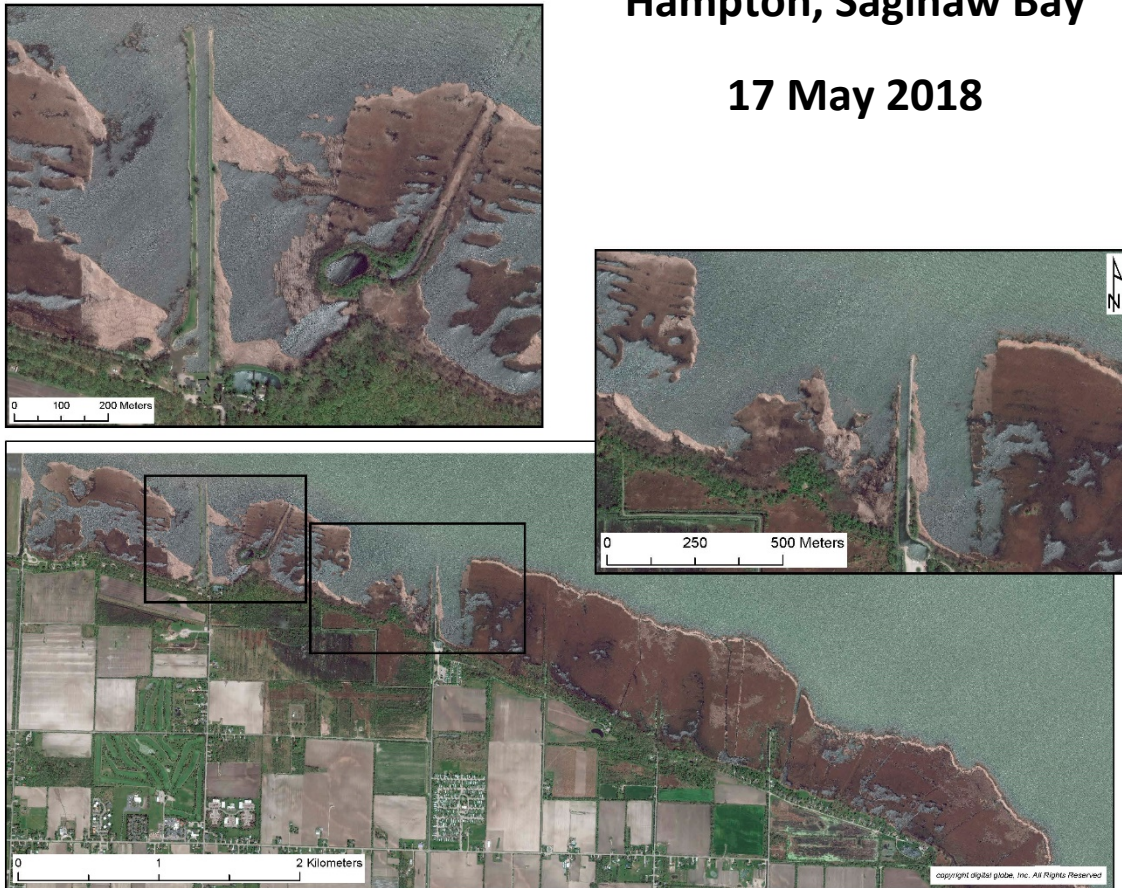 Hampton, Saginaw Bay
17 May 2018
0 100 200 Meters
N
0 250 500 Meters
0 1 2 Kilometers
copyright digital globe, Inc. All Rights Reserved